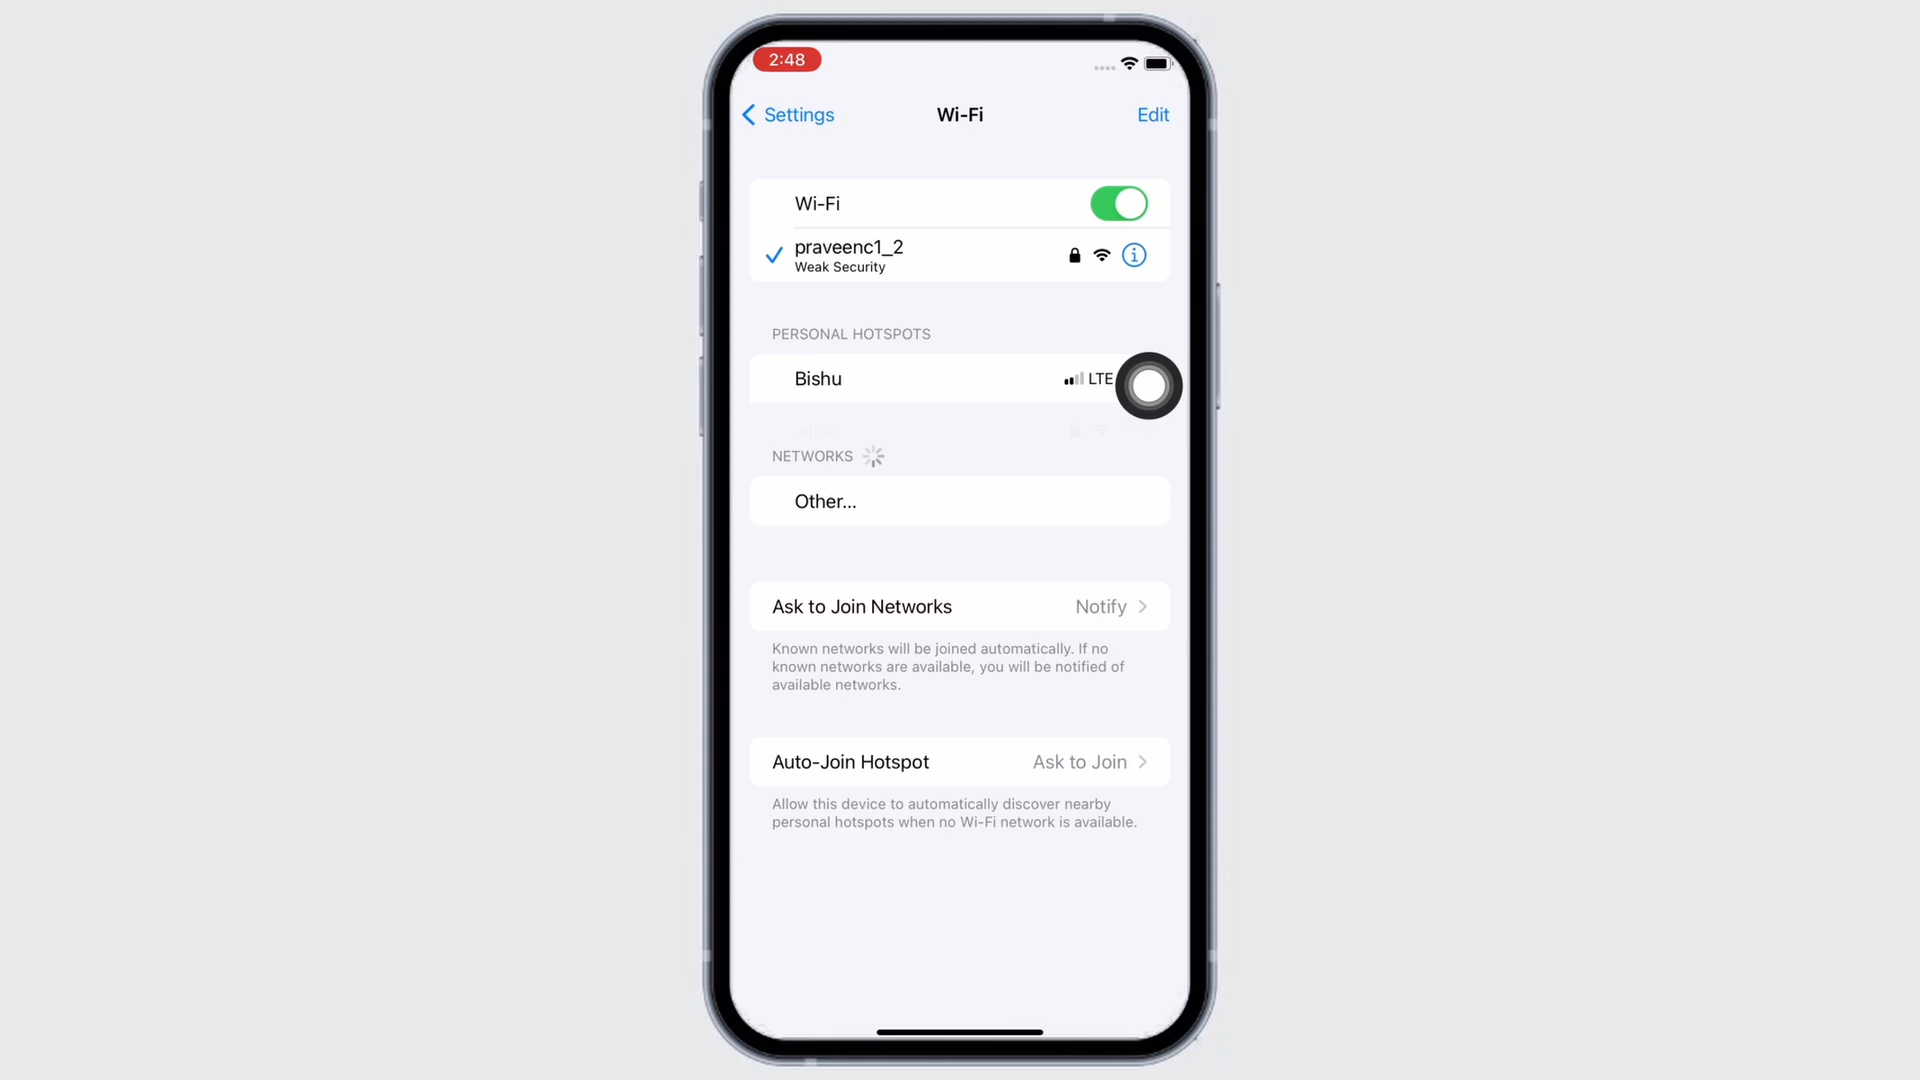 2:48
Settings
Wi-Fi
Edit
Wi-Fi
praveenc1_2
Weak Security
PERSONAL HOTSPOTS
Bishu
LTE
NETWORKS
Other...
Ask to Join Networks
Notify
Known networks will be joined automatically. If no
known networks are available, you will be notified of
available networks.
Auto-Join Hotspot
Ask to Join
Allow this device to automatically discover nearby
personal hotspots when no Wi-Fi network is available.